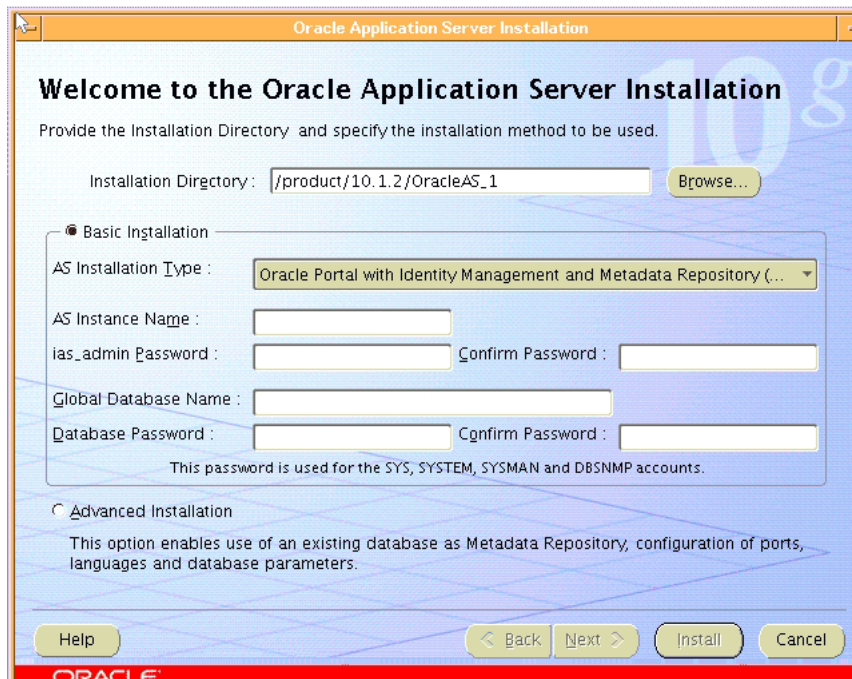 Oracle Application Server Installation
10g
Welcome to the Oracle Application Server Installation
Provide the Installation Directory and specify the installation method to be used.
Installation Directory : /product/10.1.2/OracleAS_1 Browse...
Basic Installation
AS Installation Type : Oracle Portal with Identity Management and Metadata Repository (...
AS Instance Name :
ias_admin Password : Confirm Password :
Global Database Name :
Database Password : Confirm Password :
This password is used for the SYS, SYSTEM, SYSMAN and DBSNMP accounts.
Advanced Installation
This option enables use of an existing database as Metadata Repository, configuration of ports,
languages and database parameters.
Help Back Next Install Cancel
ORACLE